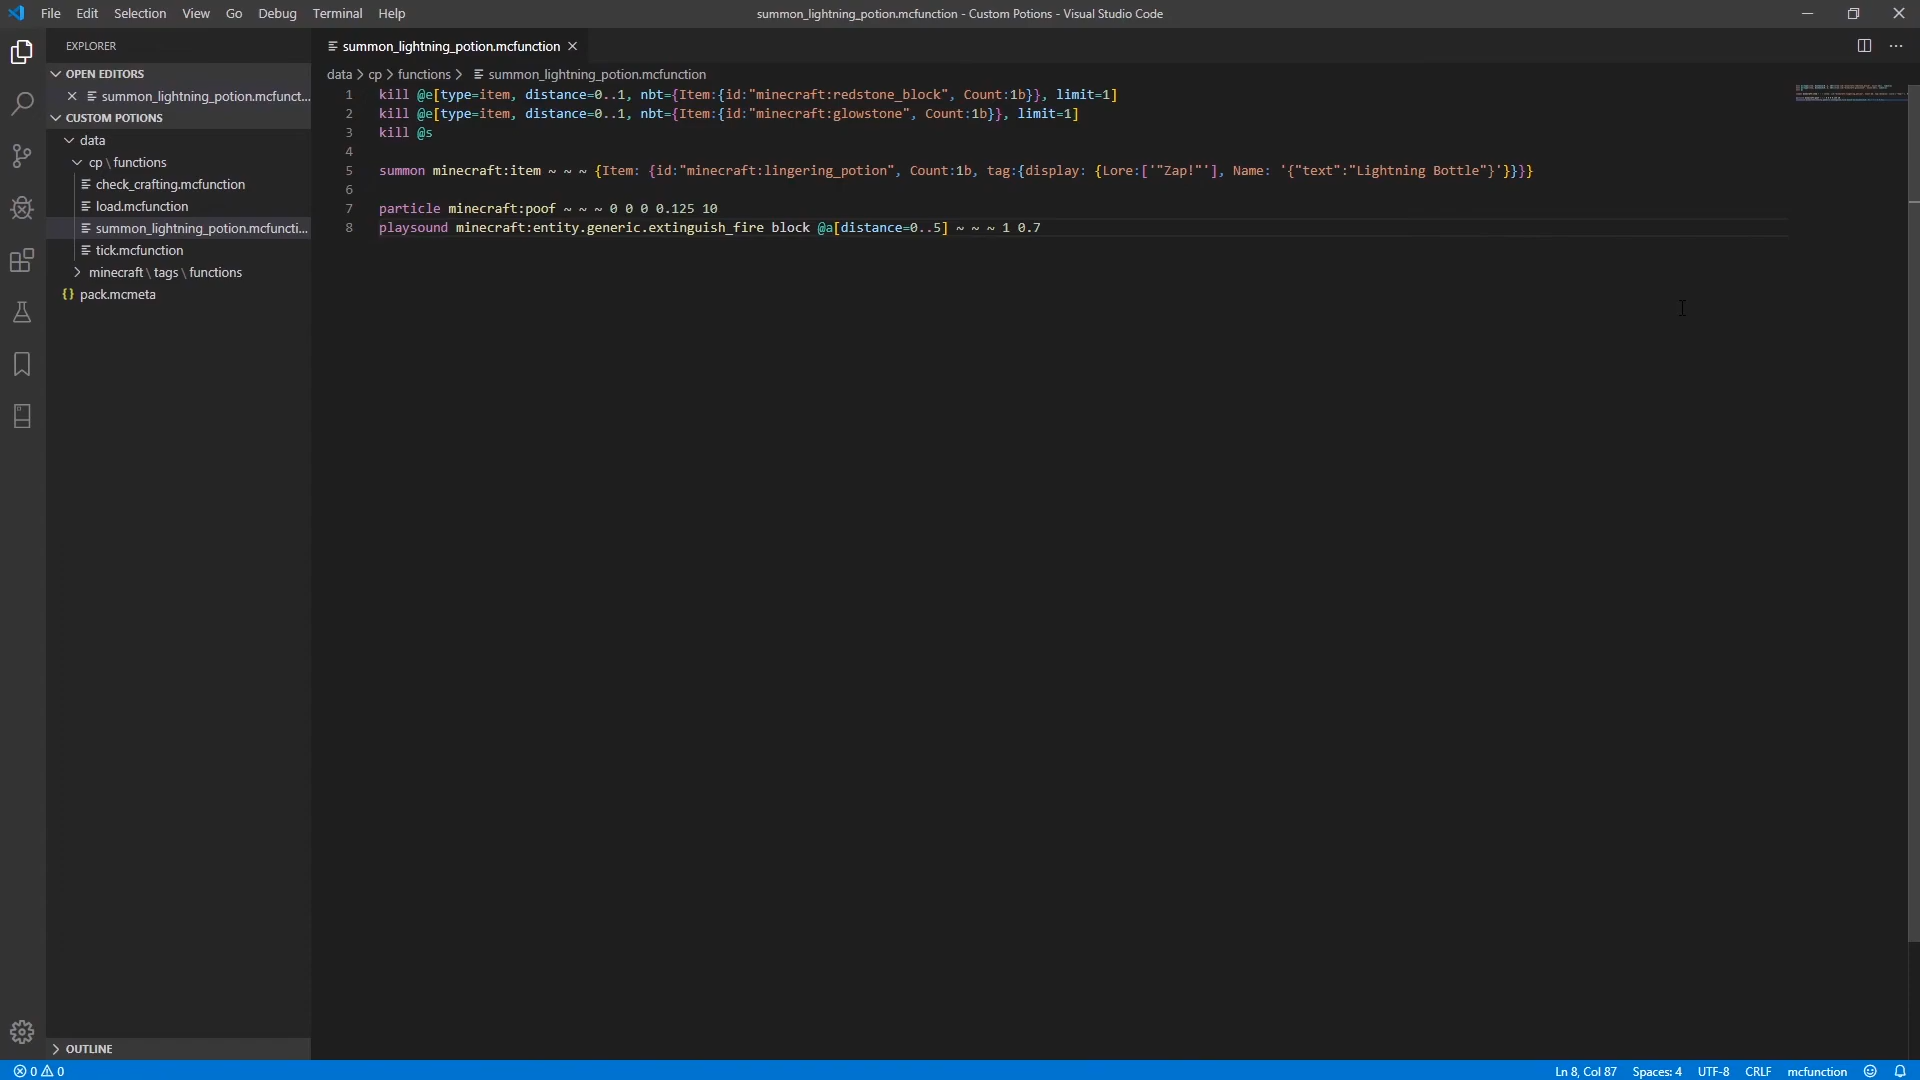 File Edit Selection View Go Debug Terminal Help
summon_lightning_potion.mcfunction - Custom Potions - Visual Studio Code
EXPLORER
OPEN EDITORS
summon_lightning_potion.mcfunct...
CUSTOM POTIONS
data
cp \ functions
check_crafting.mcfunction
load.mcfunction
summon_lightning_potion.mcfuncti...
tick.mcfunction
minecraft \ tags \ functions
{} pack.mcmeta
OUTLINE
summon_lightning_potion.mcfunction
data > cp > functions > summon_lightning_potion.mcfunction
1 kill @e[type=item, distance=0..1, nbt={Item:{id:"minecraft:redstone_block", Count:1b}}, limit=1]
2 kill @e[type=item, distance=0..1, nbt={Item:{id:"minecraft:glowstone", Count:1b}}, limit=1]
3 kill @s
4
5 summon minecraft:item ~ ~ ~ {Item: {id:"minecraft:lingering_potion", Count:1b, tag:{display: {Lore:['"Zap!"'], Name: '{"text":"Lightning Bottle"}'}}}}
6
7 particle minecraft:poof ~ ~ ~ 0 0 0 0.125 10
8 playsound minecraft:entity.generic.extinguish_fire block @a[distance=0..5] ~ ~ ~ 1 0.7
0 0
Ln 8, Col 87 Spaces: 4 UTF-8 CRLF mcfunction